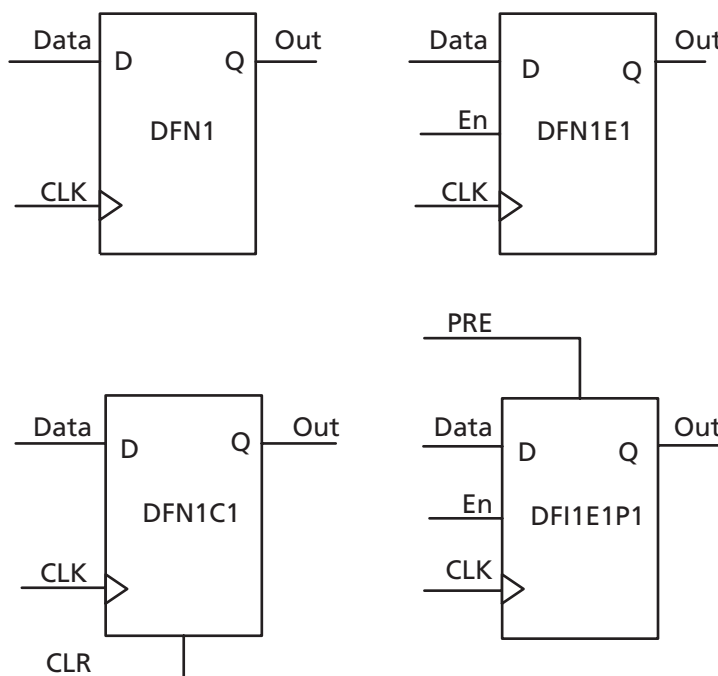 Data
Out
D
Q
DFN1
CLK
Data
Out
D
Q
En
DFN1E1
CLK
Data
Out
D
Q
DFN1C1
CLK
CLR
PRE
Data
Out
D
Q
En
DFI1E1P1
CLK